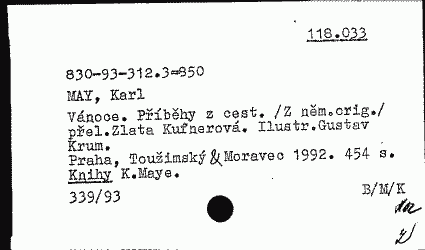 118.033
830-93-312.3=850
MAY, Karl
Vánoce. Příběhy z cest. /Z něm.orig./
přel.Zlata Kufnerová. Ilustr.Gustav
Krum.
Praha, Toužimský & Moravec 1992. 454 s.
Knihy K.Maye.
339/93
B/M/K